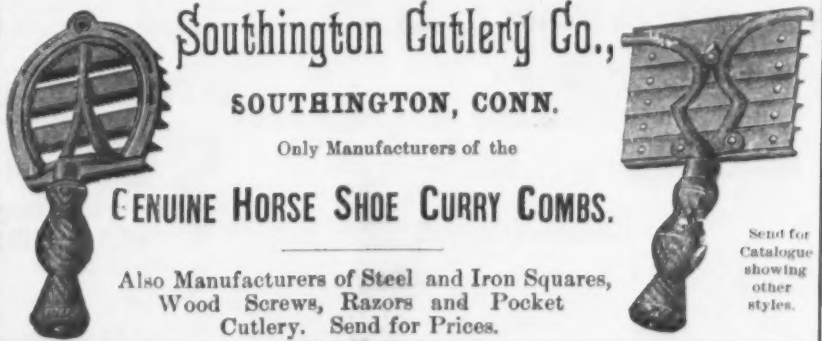 Southington Cutlery Co.,
SOUTHINGTON, CONN.
Only Manufacturers of the
GENUINE HORSE SHOE CURRY COMBS.
Also Manufacturers of Steel and Iron Squares,
Wood Screws, Razors and Pocket
Cutlery. Send for Prices.
Send for
Catalogue
showing
other
styles.